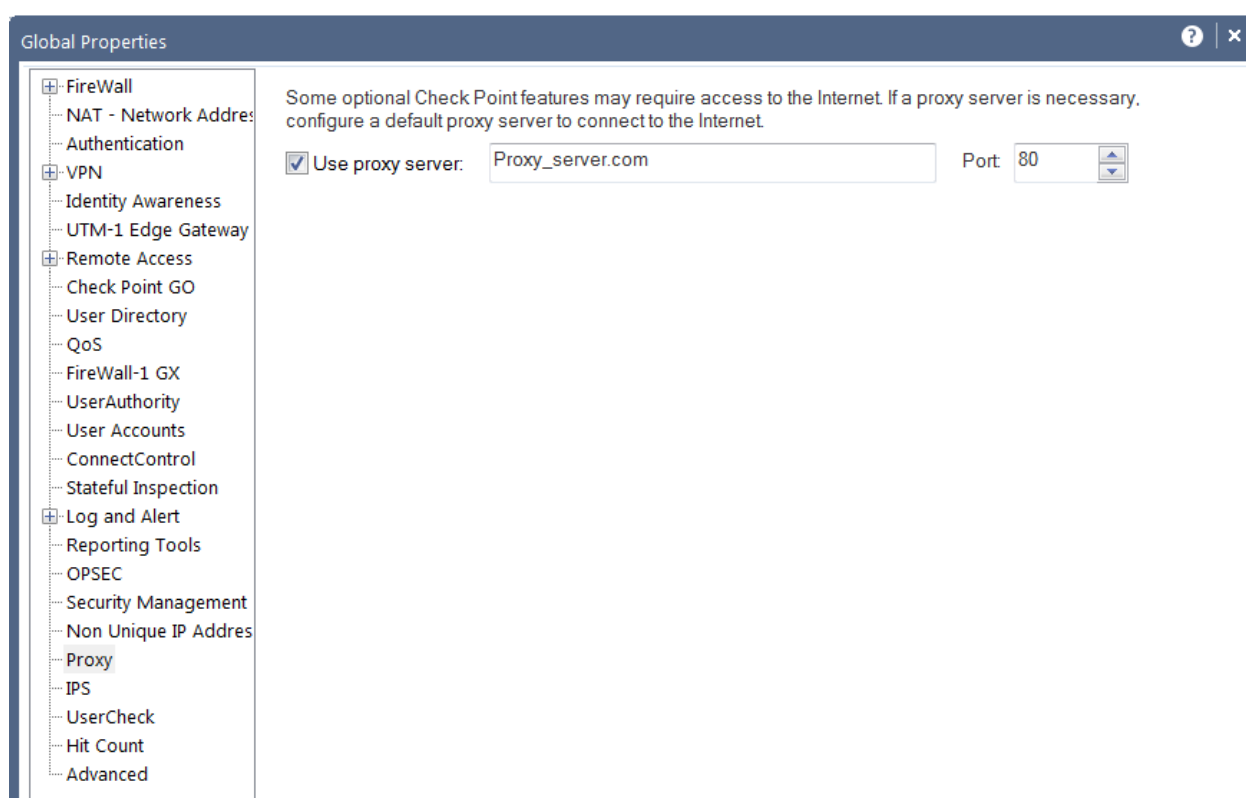 Global Properties
FireWall
NAT - Network Addres
Authentication
VPN
Identity Awareness
UTM-1 Edge Gateway
Remote Access
Check Point GO
User Directory
QoS
FireWall-1 GX
UserAuthority
User Accounts
ConnectControl
Stateful Inspection
Log and Alert
Reporting Tools
OPSEC
Security Management
Non Unique IP Addres
Proxy
IPS
UserCheck
Hit Count
Advanced
Some optional Check Point features may require access to the Internet. If a proxy server is necessary,
configure a default proxy server to connect to the Internet.
Use proxy server: Proxy_server.com Port: 80